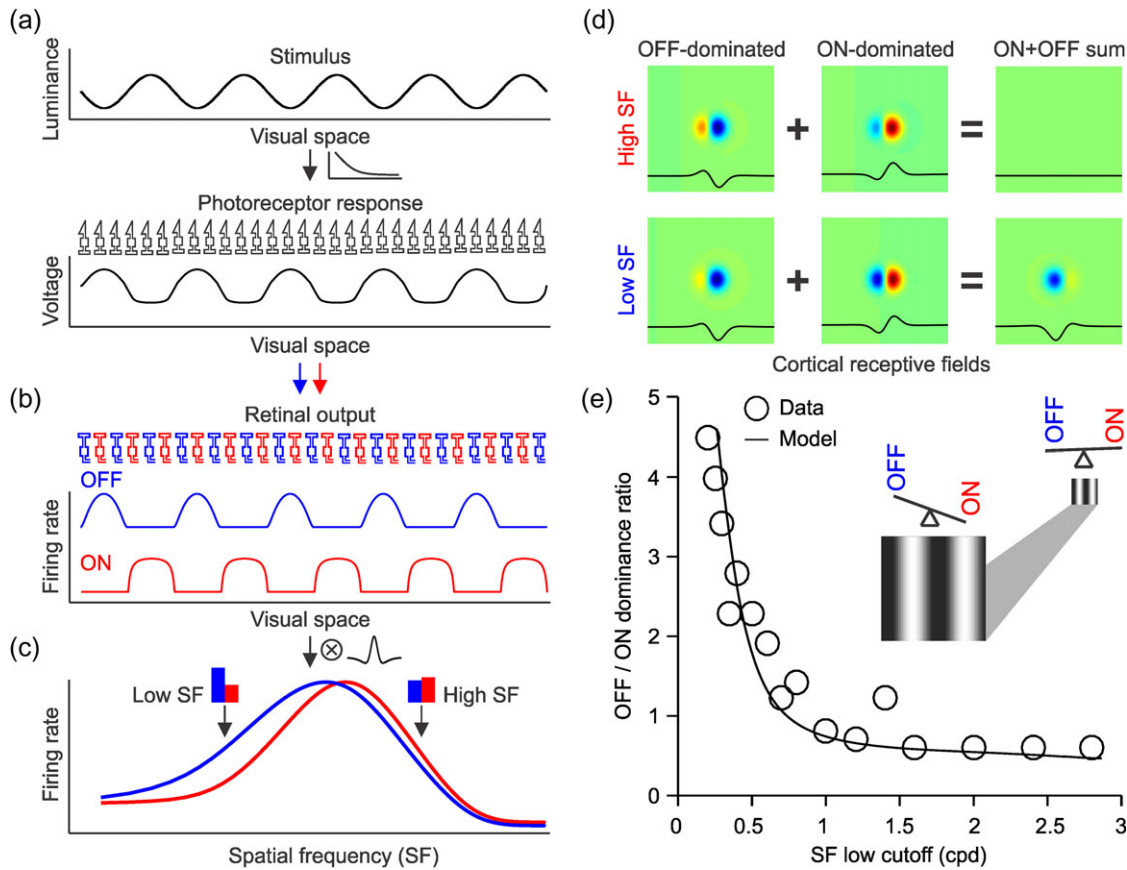 (a)
Stimulus
Luminance
Visual space
Photoreceptor response
Voltage
Visual space
(b)
Retinal output
OFF
ON
Firing rate
Visual space
(c)
Low SF
High SF
Firing rate
Spatial frequency (SF)
(d)
OFF-dominated
ON-dominated
ON+OFF sum
High SF
+
=
Low SF
+
=
Cortical receptive fields
(e)
Data
Model
OFF
ON
OFF
ON
OFF / ON dominance ratio
5
4
3
2
1
0
0
0.5
1
1.5
2
2.5
3
SF low cutoff (cpd)